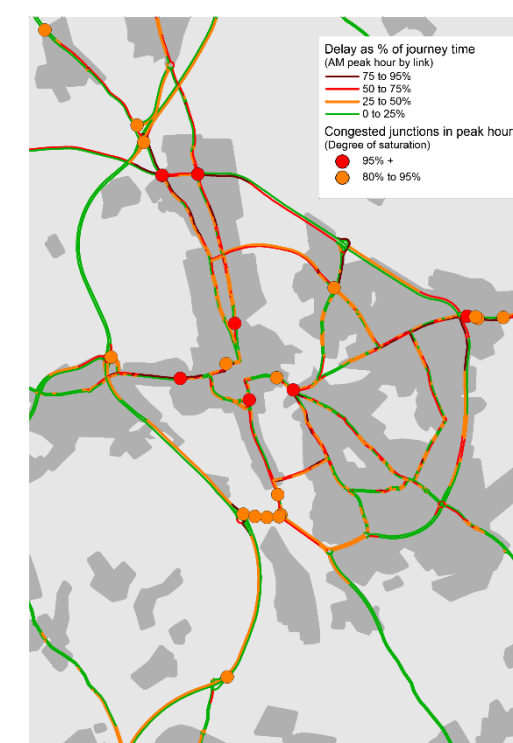 Delay as % of journey time
(AM peak hour by link)
75 to 95%
50 to 75%
25 to 50%
0 to 25%
Congested junctions in peak hour
(Degree of saturation)
95% +
80% to 95%